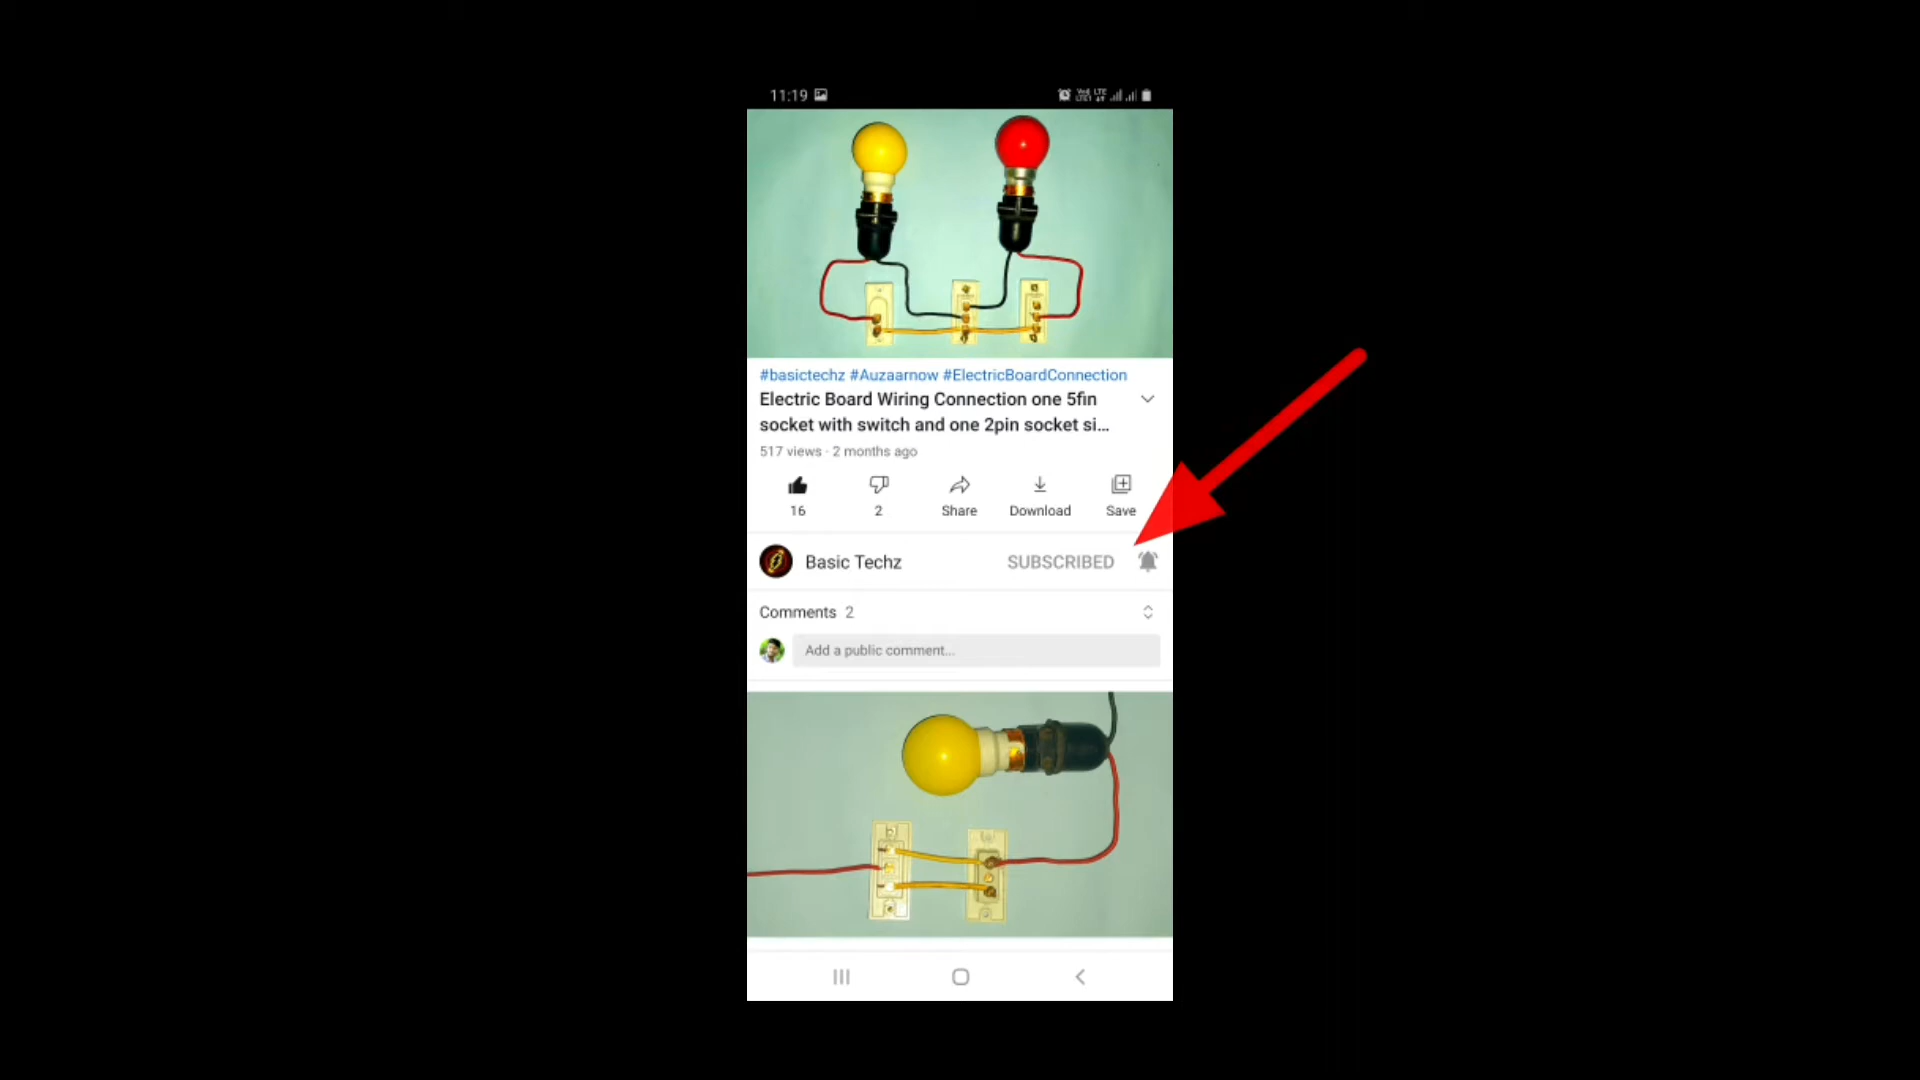 11:19
#basictechz #Auzaarnow #ElectricBoardConnection
Electric Board Wiring Connection one 5fin
socket with switch and one 2pin socket si...
517 views · 2 months ago
16 2 Share Download Save
Basic Techz SUBSCRIBED
Comments 2
Add a public comment...